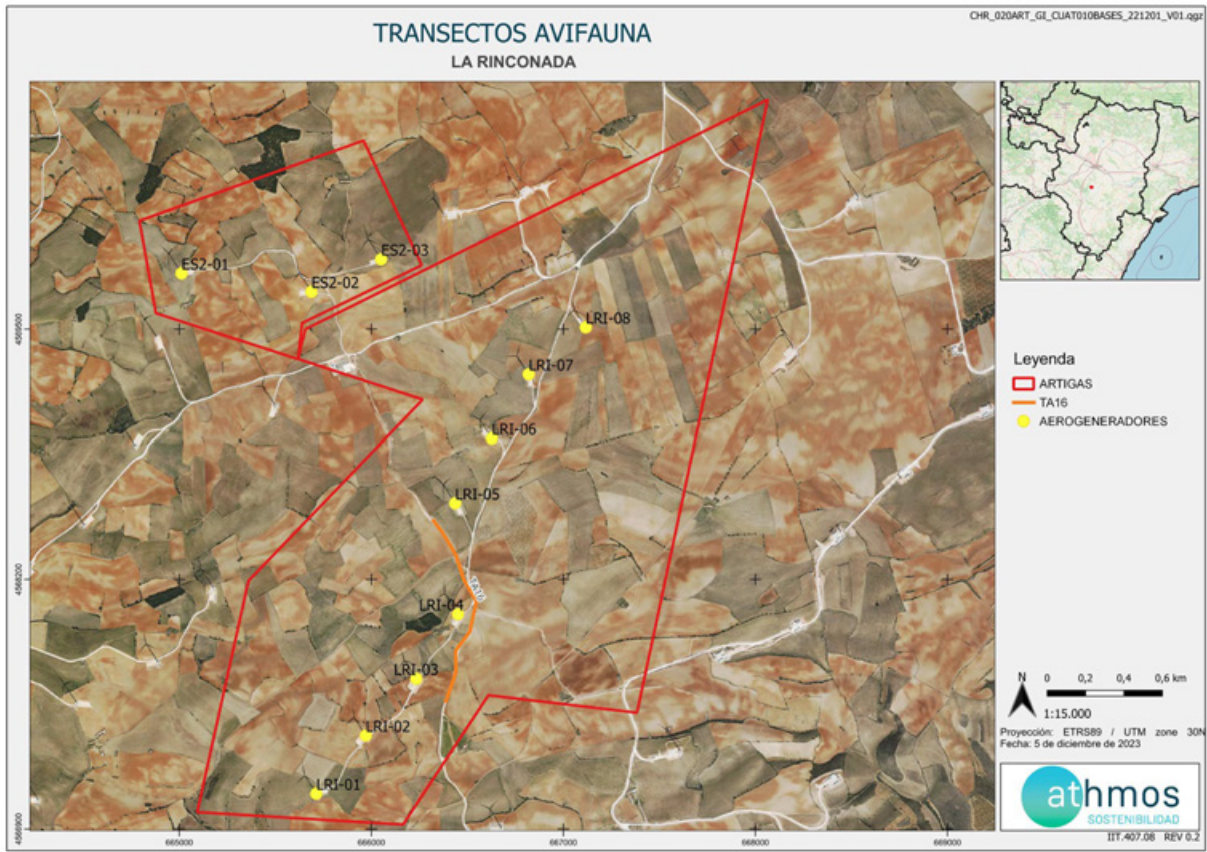 CHR_020ART_GI_CUAT010BASES_221201_V01.qgz
TRANSECTOS AVIFAUNA
LA RINCONADA
ES2-01
ES2-02
ES2-03
LRI-08
LRI-07
LRI-06
LRI-05
TA16
LRI-04
LRI-03
LRI-02
LRI-01
4569500
4568200
4566900
665000
666000
667000
668000
669000
Leyenda
ARTIGAS
TA16
AEROGENERADORES
N
0 0,2 0,4 0,6 km
1:15.000
Proyección: ETRS89 / UTM zone 30N
Fecha: 5 de diciembre de 2023
athmos
SOSTENIBILIDAD
IIT.407.08 REV 0.2